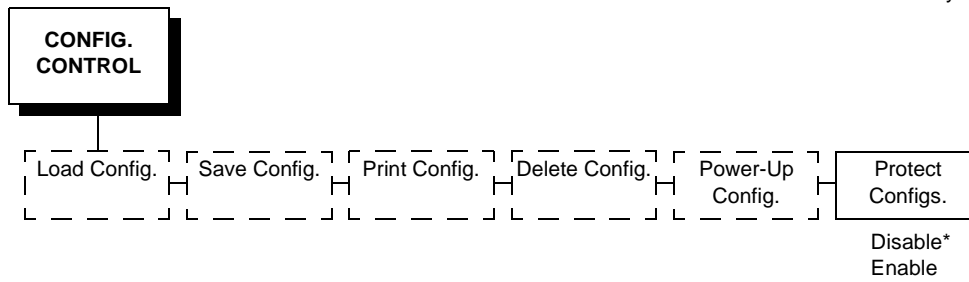 CONFIG.
CONTROL
Load Config.
Save Config.
Print Config.
Delete Config.
Power-Up
Config.
Protect
Configs.
Disable*
Enable